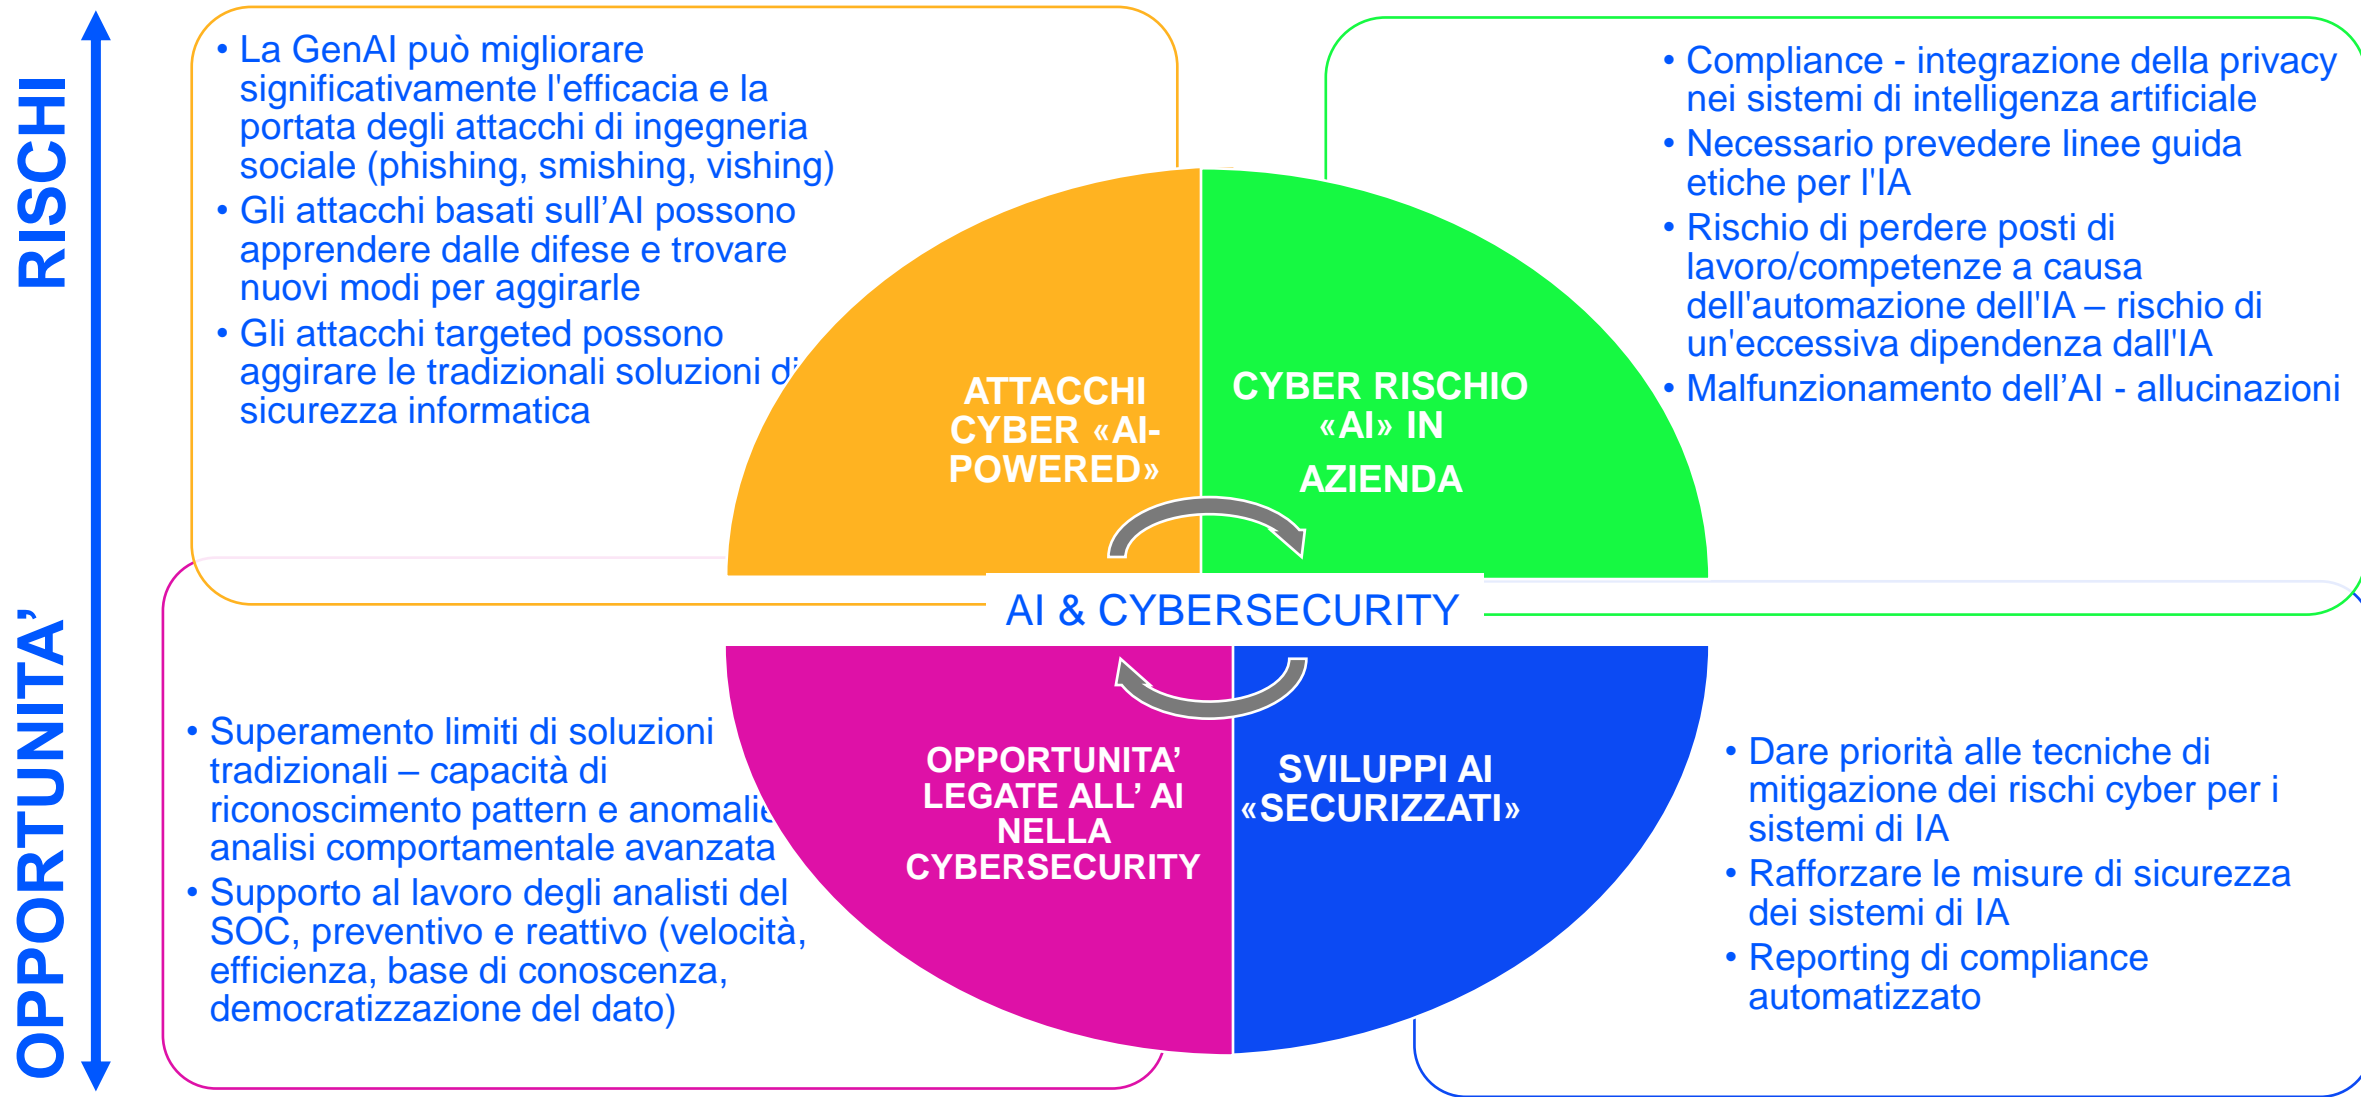 RISCHI
• La GenAI può migliorare
significativamente l'efficacia e la
portata degli attacchi di ingegneria
sociale (phishing, smishing, vishing)
• Gli attacchi basati sull’AI possono
apprendere dalle difese e trovare
nuovi modi per aggirarle
• Gli attacchi targeted possono
aggirare le tradizionali soluzioni di
sicurezza informatica
• Compliance - integrazione della privacy
nei sistemi di intelligenza artificiale
• Necessario prevedere linee guida
etiche per l'IA
• Rischio di perdere posti di
lavoro/competenze a causa
dell'automazione dell'IA – rischio di
un'eccessiva dipendenza dall'IA
• Malfunzionamento dell’AI - allucinazioni
ATTACCHI
CYBER «AI-
POWERED»
CYBER RISCHIO
«AI» IN
AZIENDA
AI & CYBERSECURITY
OPPORTUNITA’
• Superamento limiti di soluzioni
tradizionali – capacità di
riconoscimento pattern e anomalie
analisi comportamentale avanzata
• Supporto al lavoro degli analisti del
SOC, preventivo e reattivo (velocità,
efficienza, base di conoscenza,
democratizzazione del dato)
OPPORTUNITA’
LEGATE ALL’ AI
NELLA
CYBERSECURITY
SVILUPPI AI
«SECURIZZATI»
• Dare priorità alle tecniche di
mitigazione dei rischi cyber per i
sistemi di IA
• Rafforzare le misure di sicurezza
dei sistemi di IA
• Reporting di compliance
automatizzato